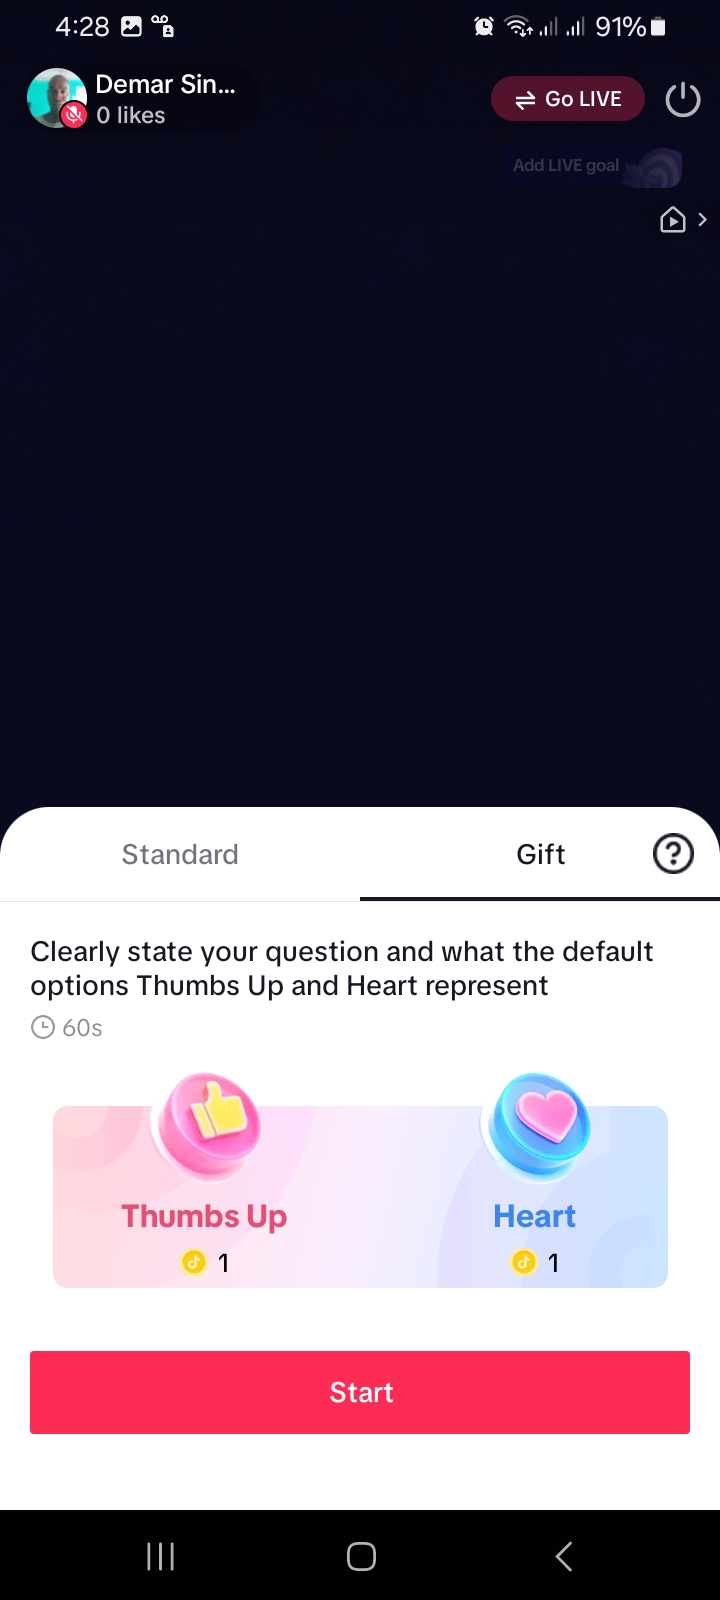 4:28 91%
Demar Sin...
0 likes
Go LIVE
Add LIVE goal
Standard
Gift
Clearly state your question and what the default
options Thumbs Up and Heart represent
60s
Thumbs Up
Heart
1
1
Start